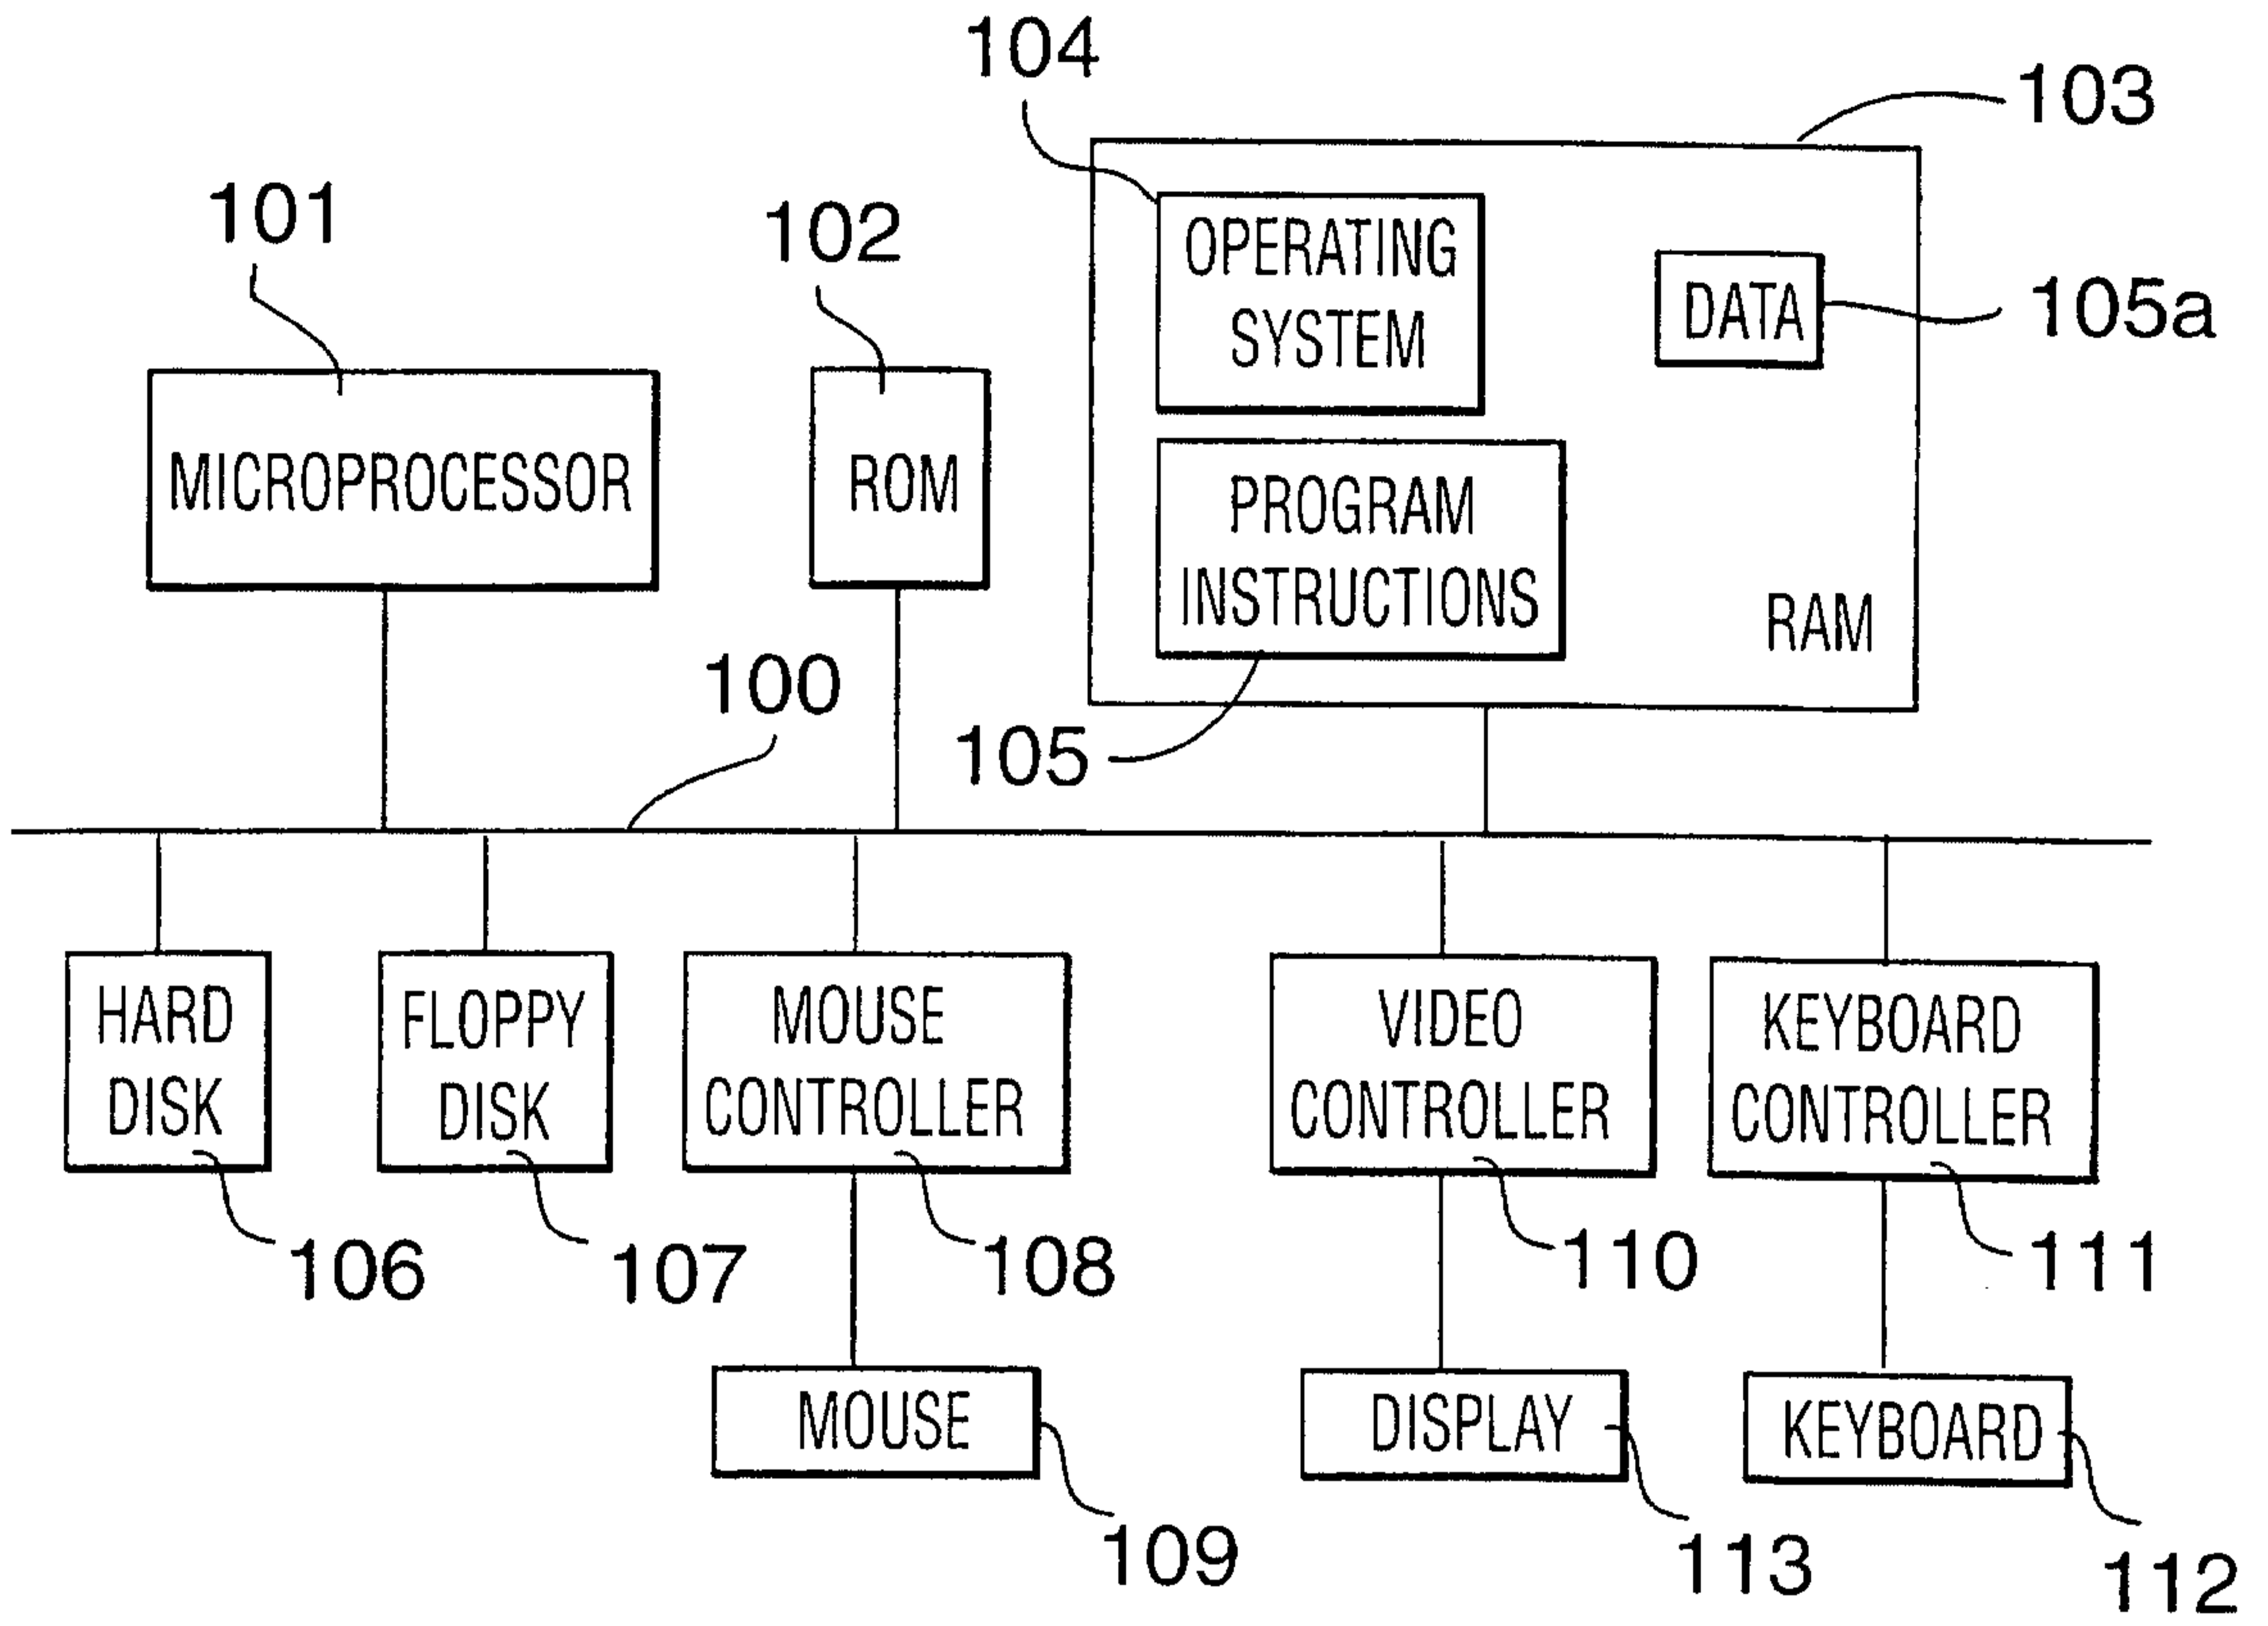 104
103
101
102
OPERATING
SYSTEM
DATA
105a
MICROPROCESSOR
ROM
PROGRAM
INSTRUCTIONS
RAM
100
105
HARD
DISK
FLOPPY
DISK
MOUSE
CONTROLLER
VIDEO
CONTROLLER
KEYBOARD
CONTROLLER
106
107
108
110
111
MOUSE
DISPLAY
KEYBOARD
109
113
112